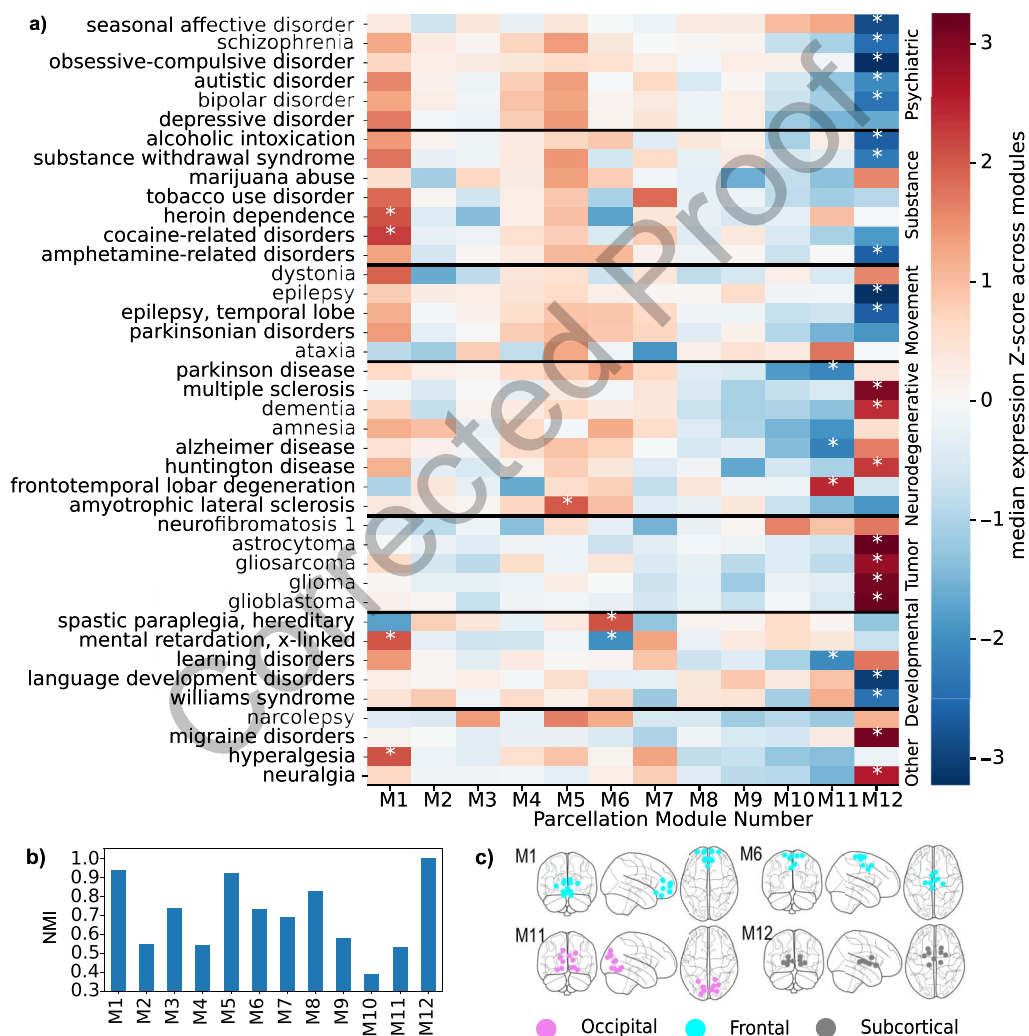 a)
seasonal affective disorder
schizophrenia
obsessive-compulsive disorder
autistic disorder
bipolar disorder
depressive disorder
alcoholic intoxication
substance withdrawal syndrome
marijuana abuse
tobacco use disorder
heroin dependence
cocaine-related disorders
amphetamine-related disorders
dystonia
epilepsy
epilepsy, temporal lobe
parkinsonian disorders
ataxia
parkinson disease
multiple sclerosis
dementia
amnesia
alzheimer disease
huntington disease
frontotemporal lobar degeneration
amyotrophic lateral sclerosis
neurofibromatosis 1
astrocytoma
gliosarcoma
glioma
glioblastoma
spastic paraplegia, hereditary
mental retardation, x-linked
learning disorders
language development disorders
williams syndrome
narcolepsy
migraine disorders
hyperalgesia
neuralgia
Psychiatric
Substance
Movement
Neurodegenerative
Tumor
Developmental
Other
M1 M2 M3 M4 M5 M6 M7 M8 M9 M10 M11 M12
Parcellation Module Number
3
2
1
0
−1
−2
−3
median expression Z-score across modules
Corrected Proof
b)
1.0
0.9
0.8
0.7
0.6
0.5
0.4
0.3
NMI
M1 M2 M3 M4 M5 M6 M7 M8 M9 M10 M11 M12
c)
M1 M6
M11 M12
Occipital Frontal Subcortical